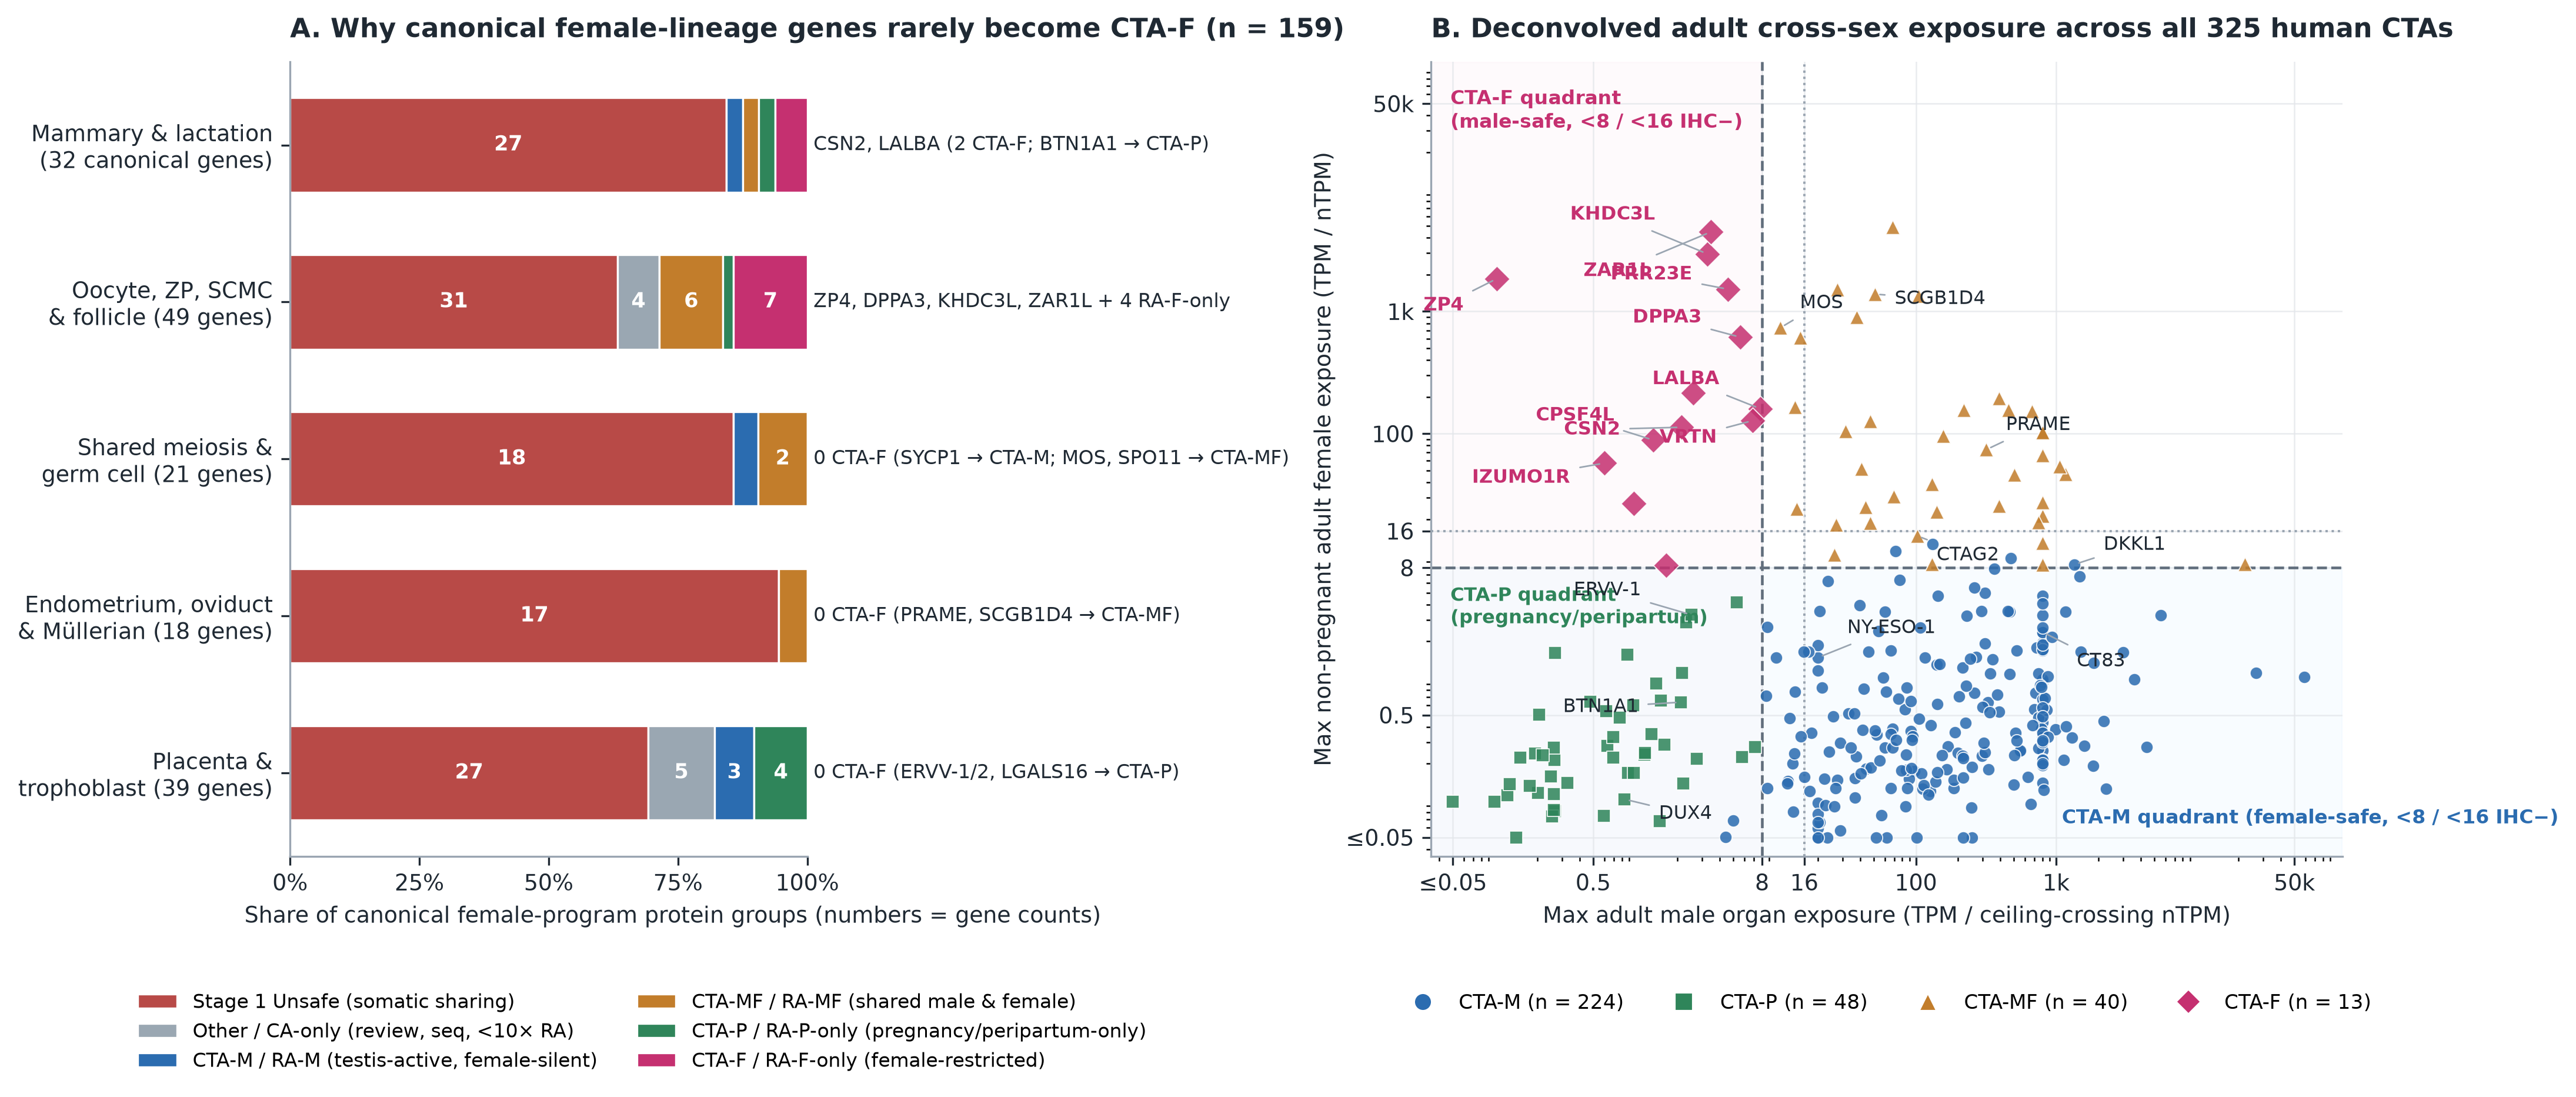 A. Why canonical female-lineage genes rarely become CTA-F (n = 159)
Mammary & lactation
(32 canonical genes)
27
CSN2, LALBA (2 CTA-F; BTN1A1 → CTA-P)
Oocyte, ZP, SCMC
& follicle (49 genes)
31
4
6
7
ZP4, DPPA3, KHDC3L, ZAR1L + 4 RA-F-only
Shared meiosis &
germ cell (21 genes)
18
2
0 CTA-F (SYCP1 → CTA-M; MOS, SPO11 → CTA-MF)
Endometrium, oviduct
& Müllerian (18 genes)
17
0 CTA-F (PRAME, SCGB1D4 → CTA-MF)
Placenta &
trophoblast (39 genes)
27
5
3
4
0 CTA-F (ERVV-1/2, LGALS16 → CTA-P)
0%
25%
50%
75%
100%
Share of canonical female-program protein groups (numbers = gene counts)
Stage 1 Unsafe (somatic sharing)
Other / CA-only (review, seq, <10× RA)
CTA-M / RA-M (testis-active, female-silent)
CTA-MF / RA-MF (shared male & female)
CTA-P / RA-P-only (pregnancy/peripartum-only)
CTA-F / RA-F-only (female-restricted)
B. Deconvolved adult cross-sex exposure across all 325 human CTAs
Max non-pregnant adult female exposure (TPM / nTPM)
50k
1k
100
16
8
0.5
≤0.05
CTA-F quadrant
(male-safe, <8 / <16 IHC−)
KHDC3L
ZAR1L
PRR23E
ZP4
DPPA3
MOS
SCGB1D4
LALBA
CPSF4L
CSN2
VRTN
PRAME
IZUMO1R
CTAG2
DKKL1
ERVV-1
CTA-P quadrant
(pregnancy/peripartum)
NY-ESO-1
CT83
BTN1A1
DUX4
CTA-M quadrant (female-safe, <8 / <16 IHC−)
≤0.05
0.5
8
16
100
1k
50k
Max adult male organ exposure (TPM / ceiling-crossing nTPM)
CTA-M (n = 224)
CTA-P (n = 48)
CTA-MF (n = 40)
CTA-F (n = 13)